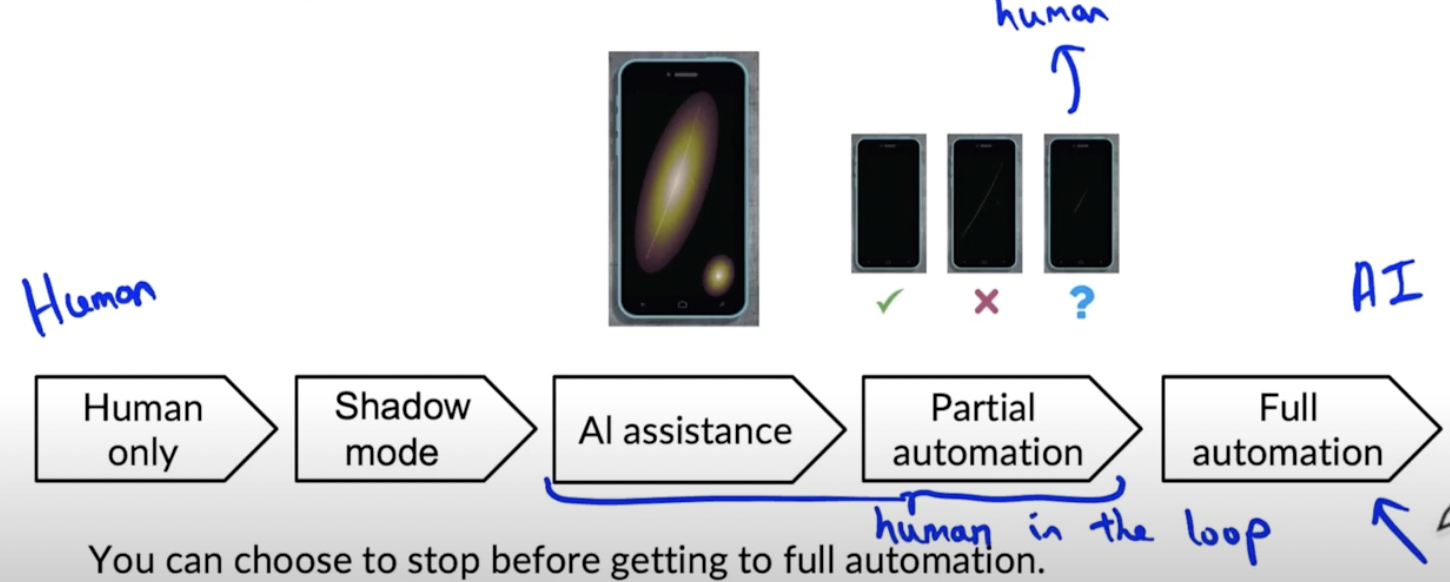 human
Human
AI
✓ ✗ ?
Human
only
Shadow
mode
AI assistance
Partial
automation
Full
automation
human in the loop
You can choose to stop before getting to full automation.